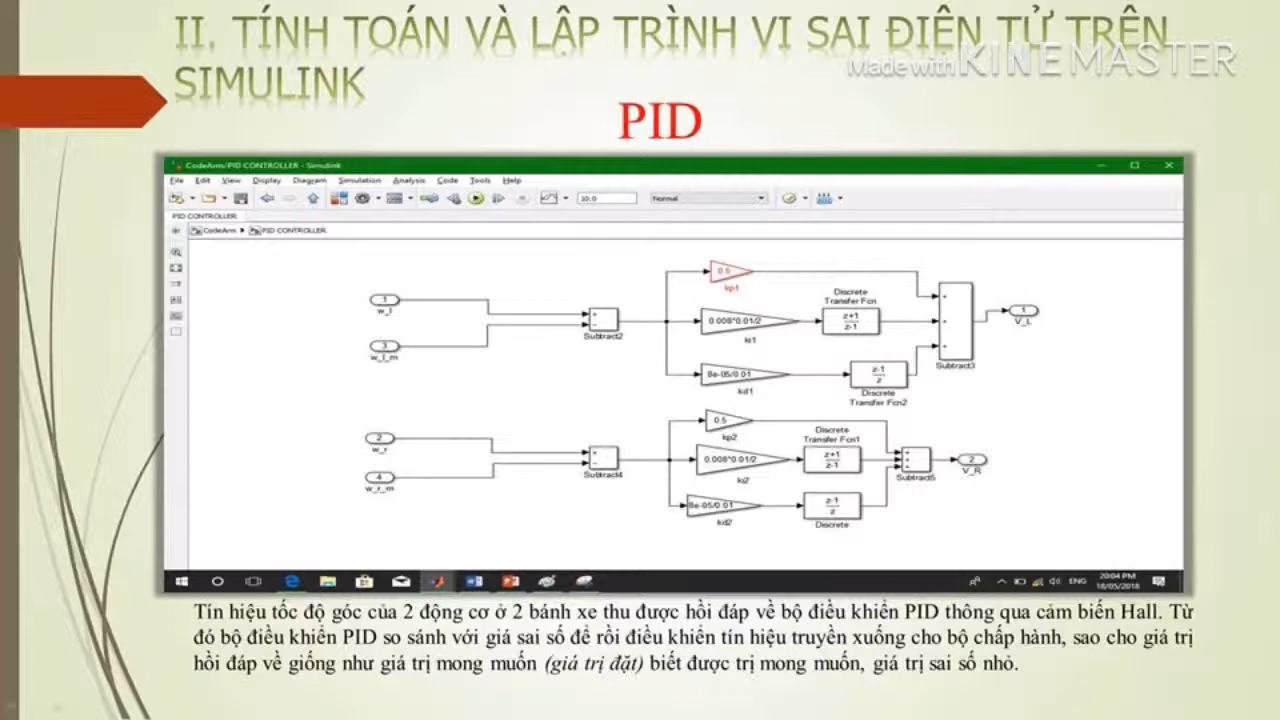 II. TÍNH TOÁN VÀ LẬP TRÌNH VI SAI ĐIỆN TỬ TRÊN
SIMULINK
Made with KINEMASTER
PID
CodeArm/PID CONTROLLER - Simulink
File Edit View Display Diagram Simulation Analysis Code Tools Help
10.0 Normal
PID CONTROLLER
CodeArm PID CONTROLLER
0.5
kp1
1
w_l
3
w_l_m
+
−
Subtract2
0.008*0.01/2
ki1
Discrete
Transfer Fcn
z+1
z-1
8e-05/0.01
kd1
z-1
z
Discrete
Transfer Fcn2
+
+
+
Subtract3
1
V_L
2
w_r
4
w_r_m
+
−
Subtract4
0.5
kp2
0.008*0.01/2
ki2
Discrete
Transfer Fcn1
z+1
z-1
8e-05/0.01
kd2
z-1
z
Discrete
+
+
+
Subtract5
2
V_R
ENG
20:04 PM
18/05/2018
Tín hiệu tốc độ góc của 2 động cơ ở 2 bánh xe thu được hồi đáp về bộ điều khiển PID thông qua cảm biến Hall. Từ
đó bộ điều khiển PID so sánh với giá sai số để rồi điều khiển tín hiệu truyền xuống cho bộ chấp hành, sao cho giá trị
hồi đáp về giống như giá trị mong muốn (giá trị đặt) biết được trị mong muốn, giá trị sai số nhỏ.